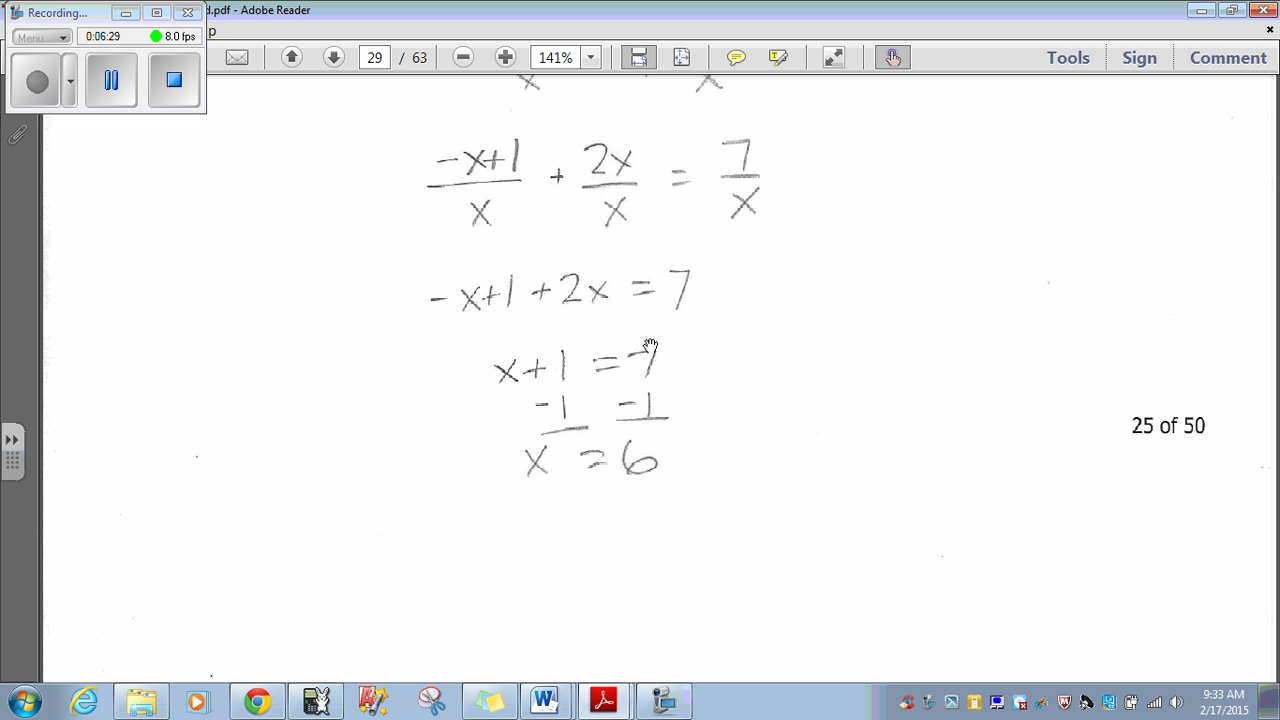 Recording...
d.pdf - Adobe Reader
Menu
0:06:29
8.0 fps
p
29 / 63
141%
Tools
Sign
Comment
x x
-x+1/x + 2x/x = 7/x
-x+1 + 2x = 7
x+1 = 7
-1 -1
x = 6
25 of 50
9:33 AM
2/17/2015